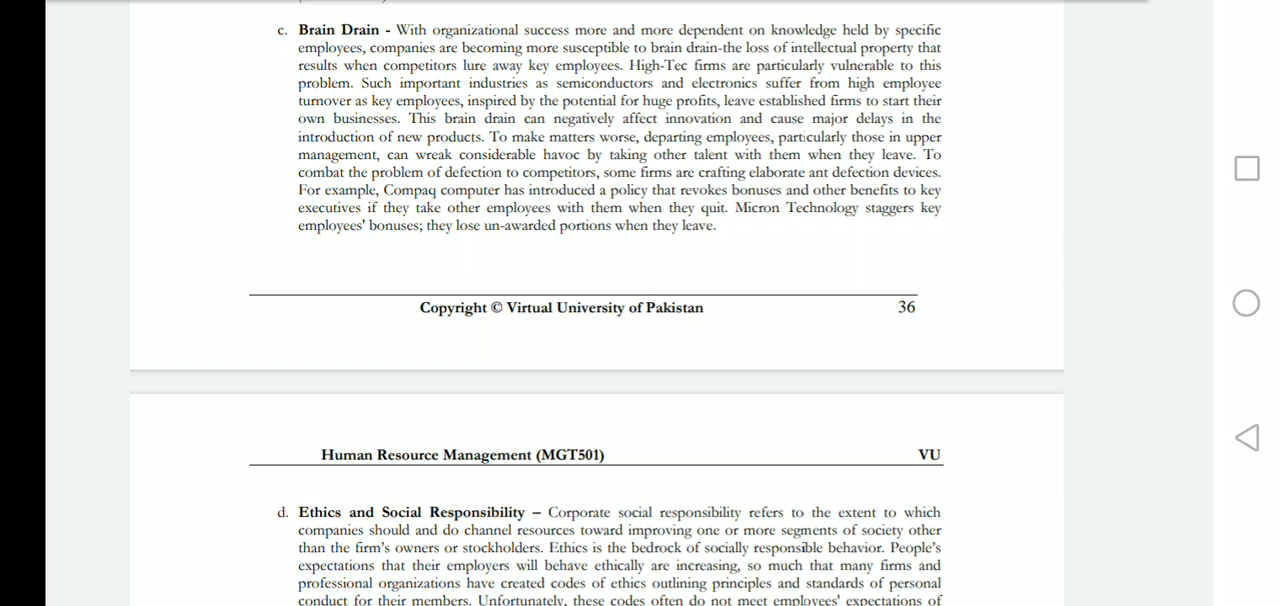 c. Brain Drain - With organizational success more and more dependent on knowledge held by specific
employees, companies are becoming more susceptible to brain drain-the loss of intellectual property that
results when competitors lure away key employees. High-Tec firms are particularly vulnerable to this
problem. Such important industries as semiconductors and electronics suffer from high employee
turnover as key employees, inspired by the potential for huge profits, leave established firms to start their
own businesses. This brain drain can negatively affect innovation and cause major delays in the
introduction of new products. To make matters worse, departing employees, particularly those in upper
management, can wreak considerable havoc by taking other talent with them when they leave. To
combat the problem of defection to competitors, some firms are crafting elaborate ant defection devices.
For example, Compaq computer has introduced a policy that revokes bonuses and other benefits to key
executives if they take other employees with them when they quit. Micron Technology staggers key
employees' bonuses; they lose un-awarded portions when they leave.
Copyright © Virtual University of Pakistan 36
Human Resource Management (MGT501) VU
d. Ethics and Social Responsibility – Corporate social responsibility refers to the extent to which
companies should and do channel resources toward improving one or more segments of society other
than the firm's owners or stockholders. Ethics is the bedrock of socially responsible behavior. People's
expectations that their employers will behave ethically are increasing, so much that many firms and
professional organizations have created codes of ethics outlining principles and standards of personal
conduct for their members. Unfortunately, these codes often do not meet employees' expectations of